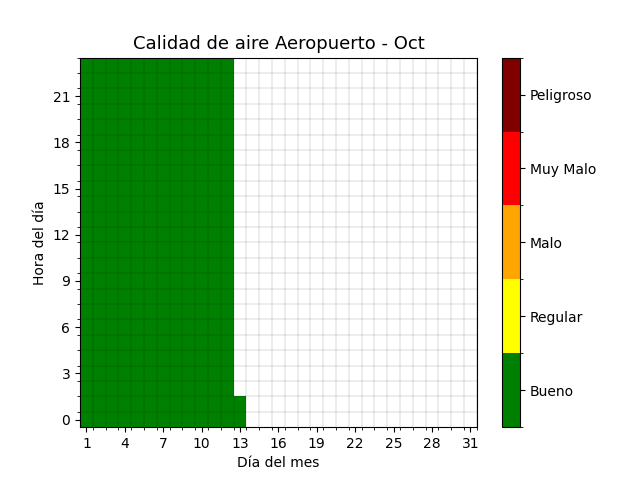 Calidad de aire Aeropuerto - Oct
Hora del día
21
18
15
12
9
6
3
0
1 4 7 10 13 16 19 22 25 28 31
Día del mes
Peligroso
Muy Malo
Malo
Regular
Bueno